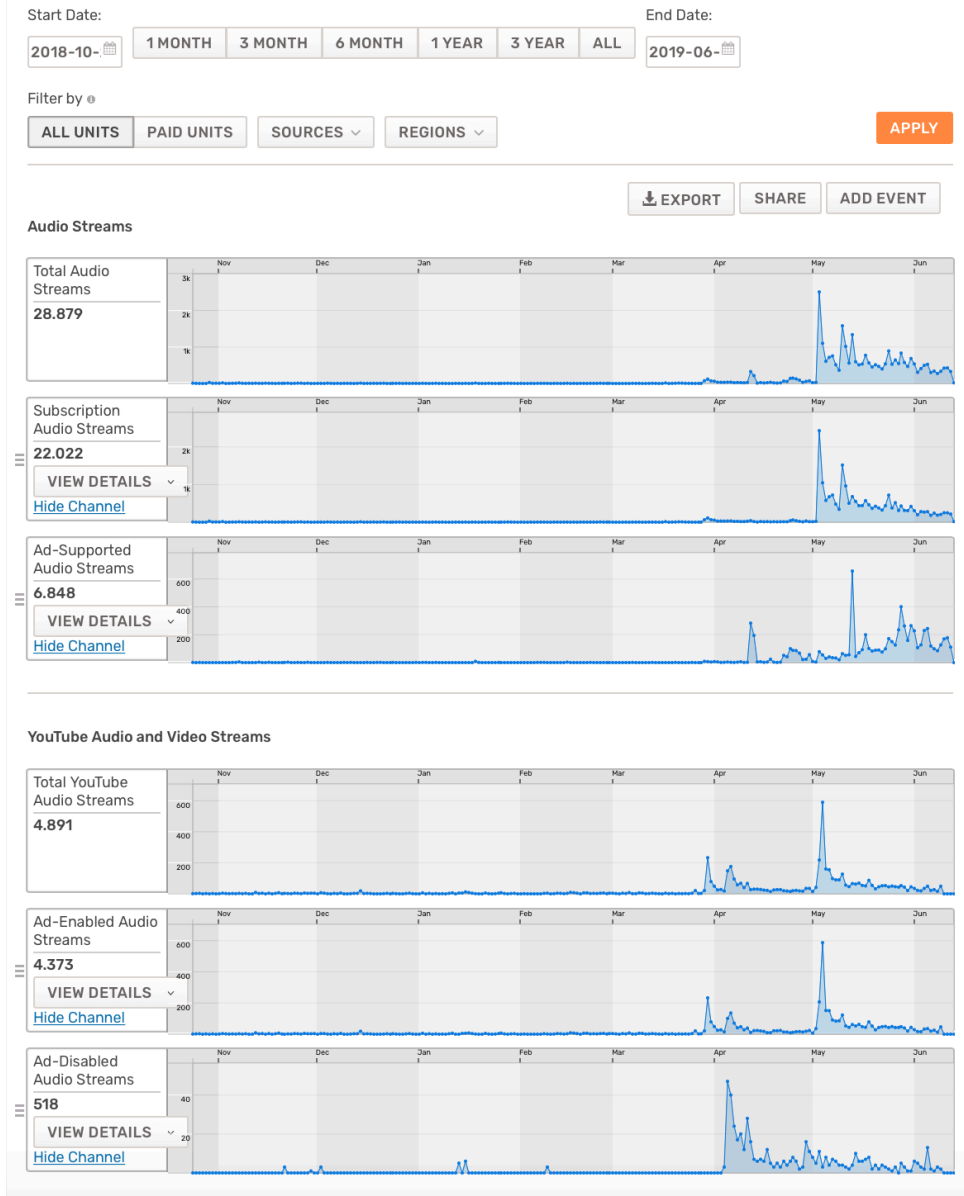 Start Date:
End Date:
2018-10-
1 MONTH
3 MONTH
6 MONTH
1 YEAR
3 YEAR
ALL
2019-06-
Filter by
ALL UNITS
PAID UNITS
SOURCES
REGIONS
APPLY
EXPORT
SHARE
ADD EVENT
Audio Streams
Total Audio
Streams
28.879
Nov Dec Jan Feb Mar Apr May Jun
3k
2k
1k
Subscription
Audio Streams
22.022
VIEW DETAILS
Hide Channel
Nov Dec Jan Feb Mar Apr May Jun
2k
1k
Ad-Supported
Audio Streams
6.848
VIEW DETAILS
Hide Channel
Nov Dec Jan Feb Mar Apr May Jun
600
400
200
YouTube Audio and Video Streams
Total YouTube
Audio Streams
4.891
Nov Dec Jan Feb Mar Apr May Jun
600
400
200
Ad-Enabled Audio
Streams
4.373
VIEW DETAILS
Hide Channel
Nov Dec Jan Feb Mar Apr May Jun
600
400
200
Ad-Disabled
Audio Streams
518
VIEW DETAILS
Hide Channel
Nov Dec Jan Feb Mar Apr May Jun
40
20